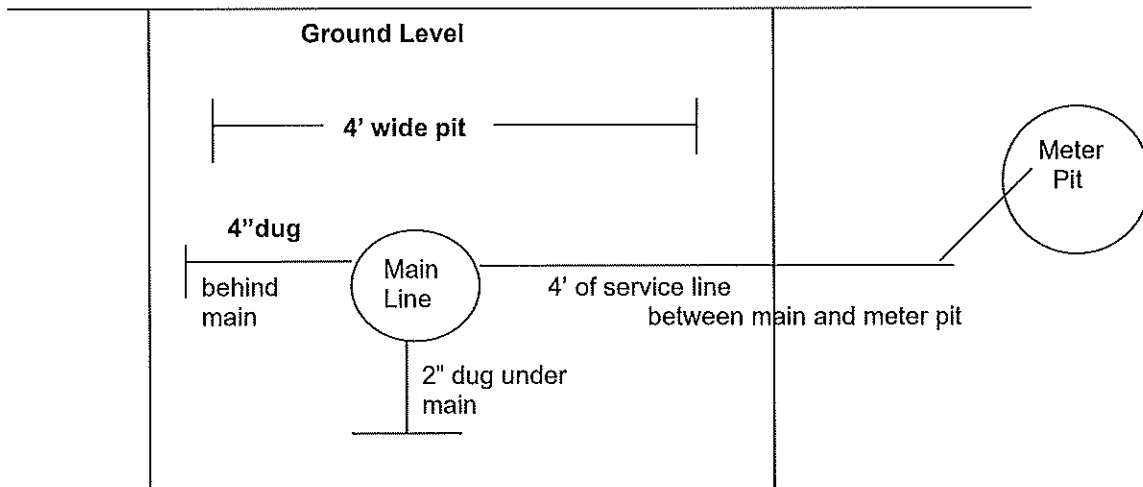 Ground Level
4' wide pit
Meter
Pit
4"dug
behind
main
Main
Line
4' of service line
between main and meter pit
2" dug under
main